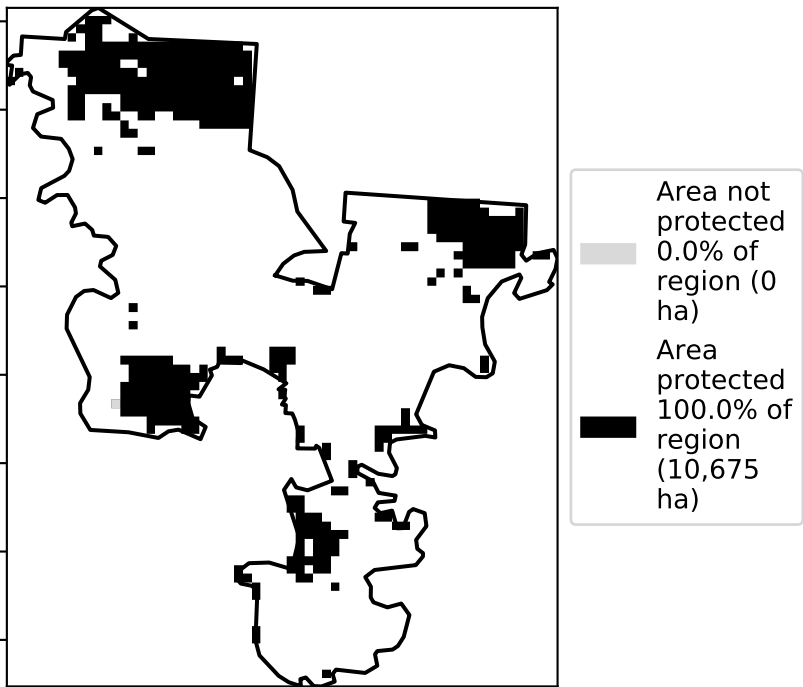 Area not
protected
0.0% of
region (0
ha)
Area
protected
100.0% of
region
(10,675
ha)